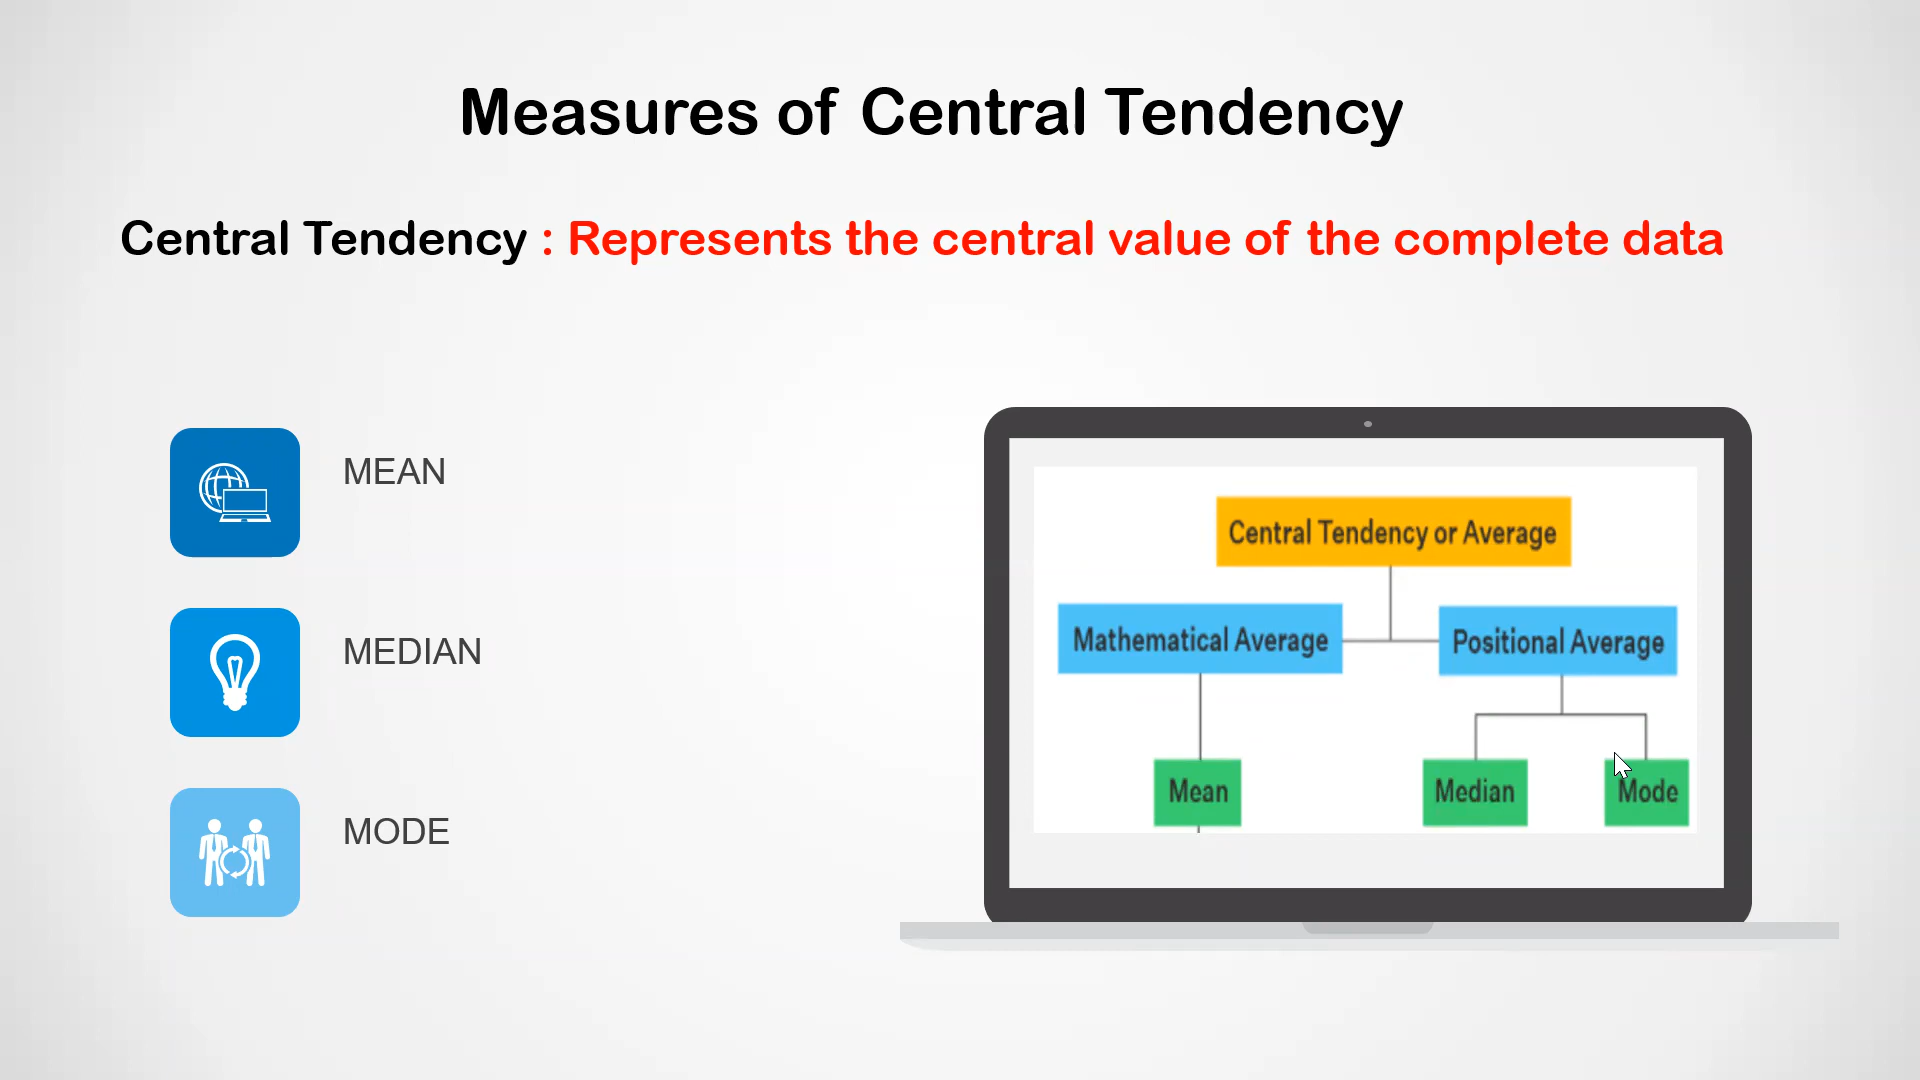 Measures of Central Tendency
Central Tendency : Represents the central value of the complete data
MEAN
MEDIAN
MODE
Central Tendency or Average
Mathematical Average
Positional Average
Mean
Median
Mode